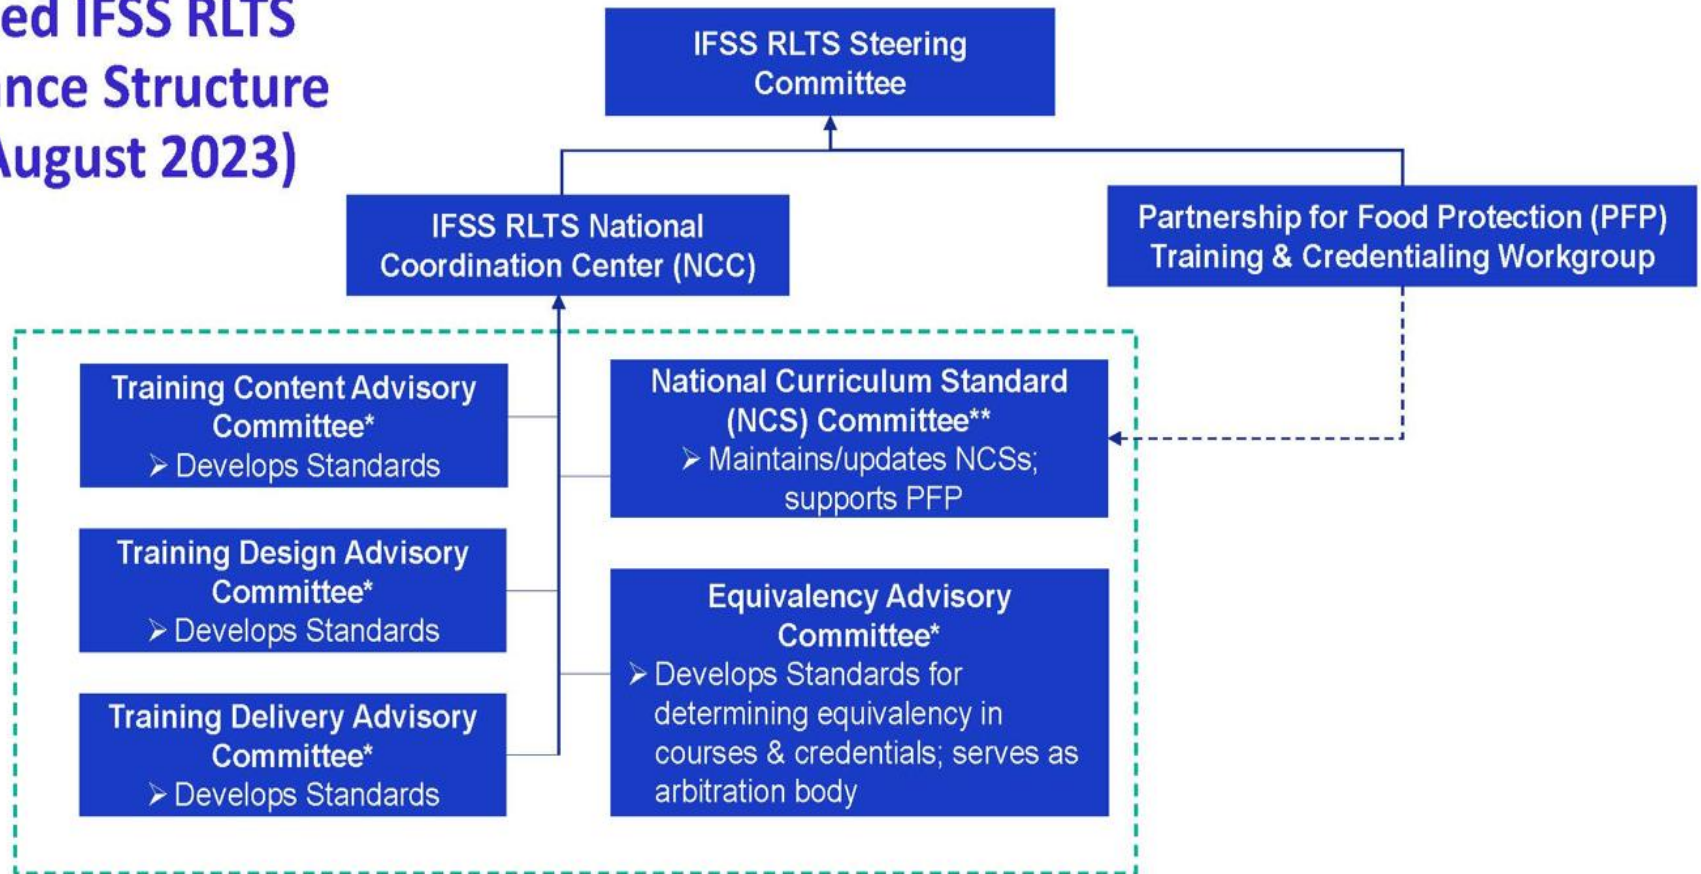 IFSS RLTS
Structure
August 2023)
IFSS RLTS Steering
Committee
IFSS RLTS National
Coordination Center (NCC)
Partnership for Food Protection (PFP)
Training & Credentialing Workgroup
Training Content Advisory
Committee*
➢ Develops Standards
Training Design Advisory
Committee*
➢ Develops Standards
Training Delivery Advisory
Committee*
➢ Develops Standards
National Curriculum Standard
(NCS) Committee**
➢ Maintains/updates NCSs;
supports PFP
Equivalency Advisory
Committee*
➢ Develops Standards for
determining equivalency in
courses & credentials; serves as
arbitration body